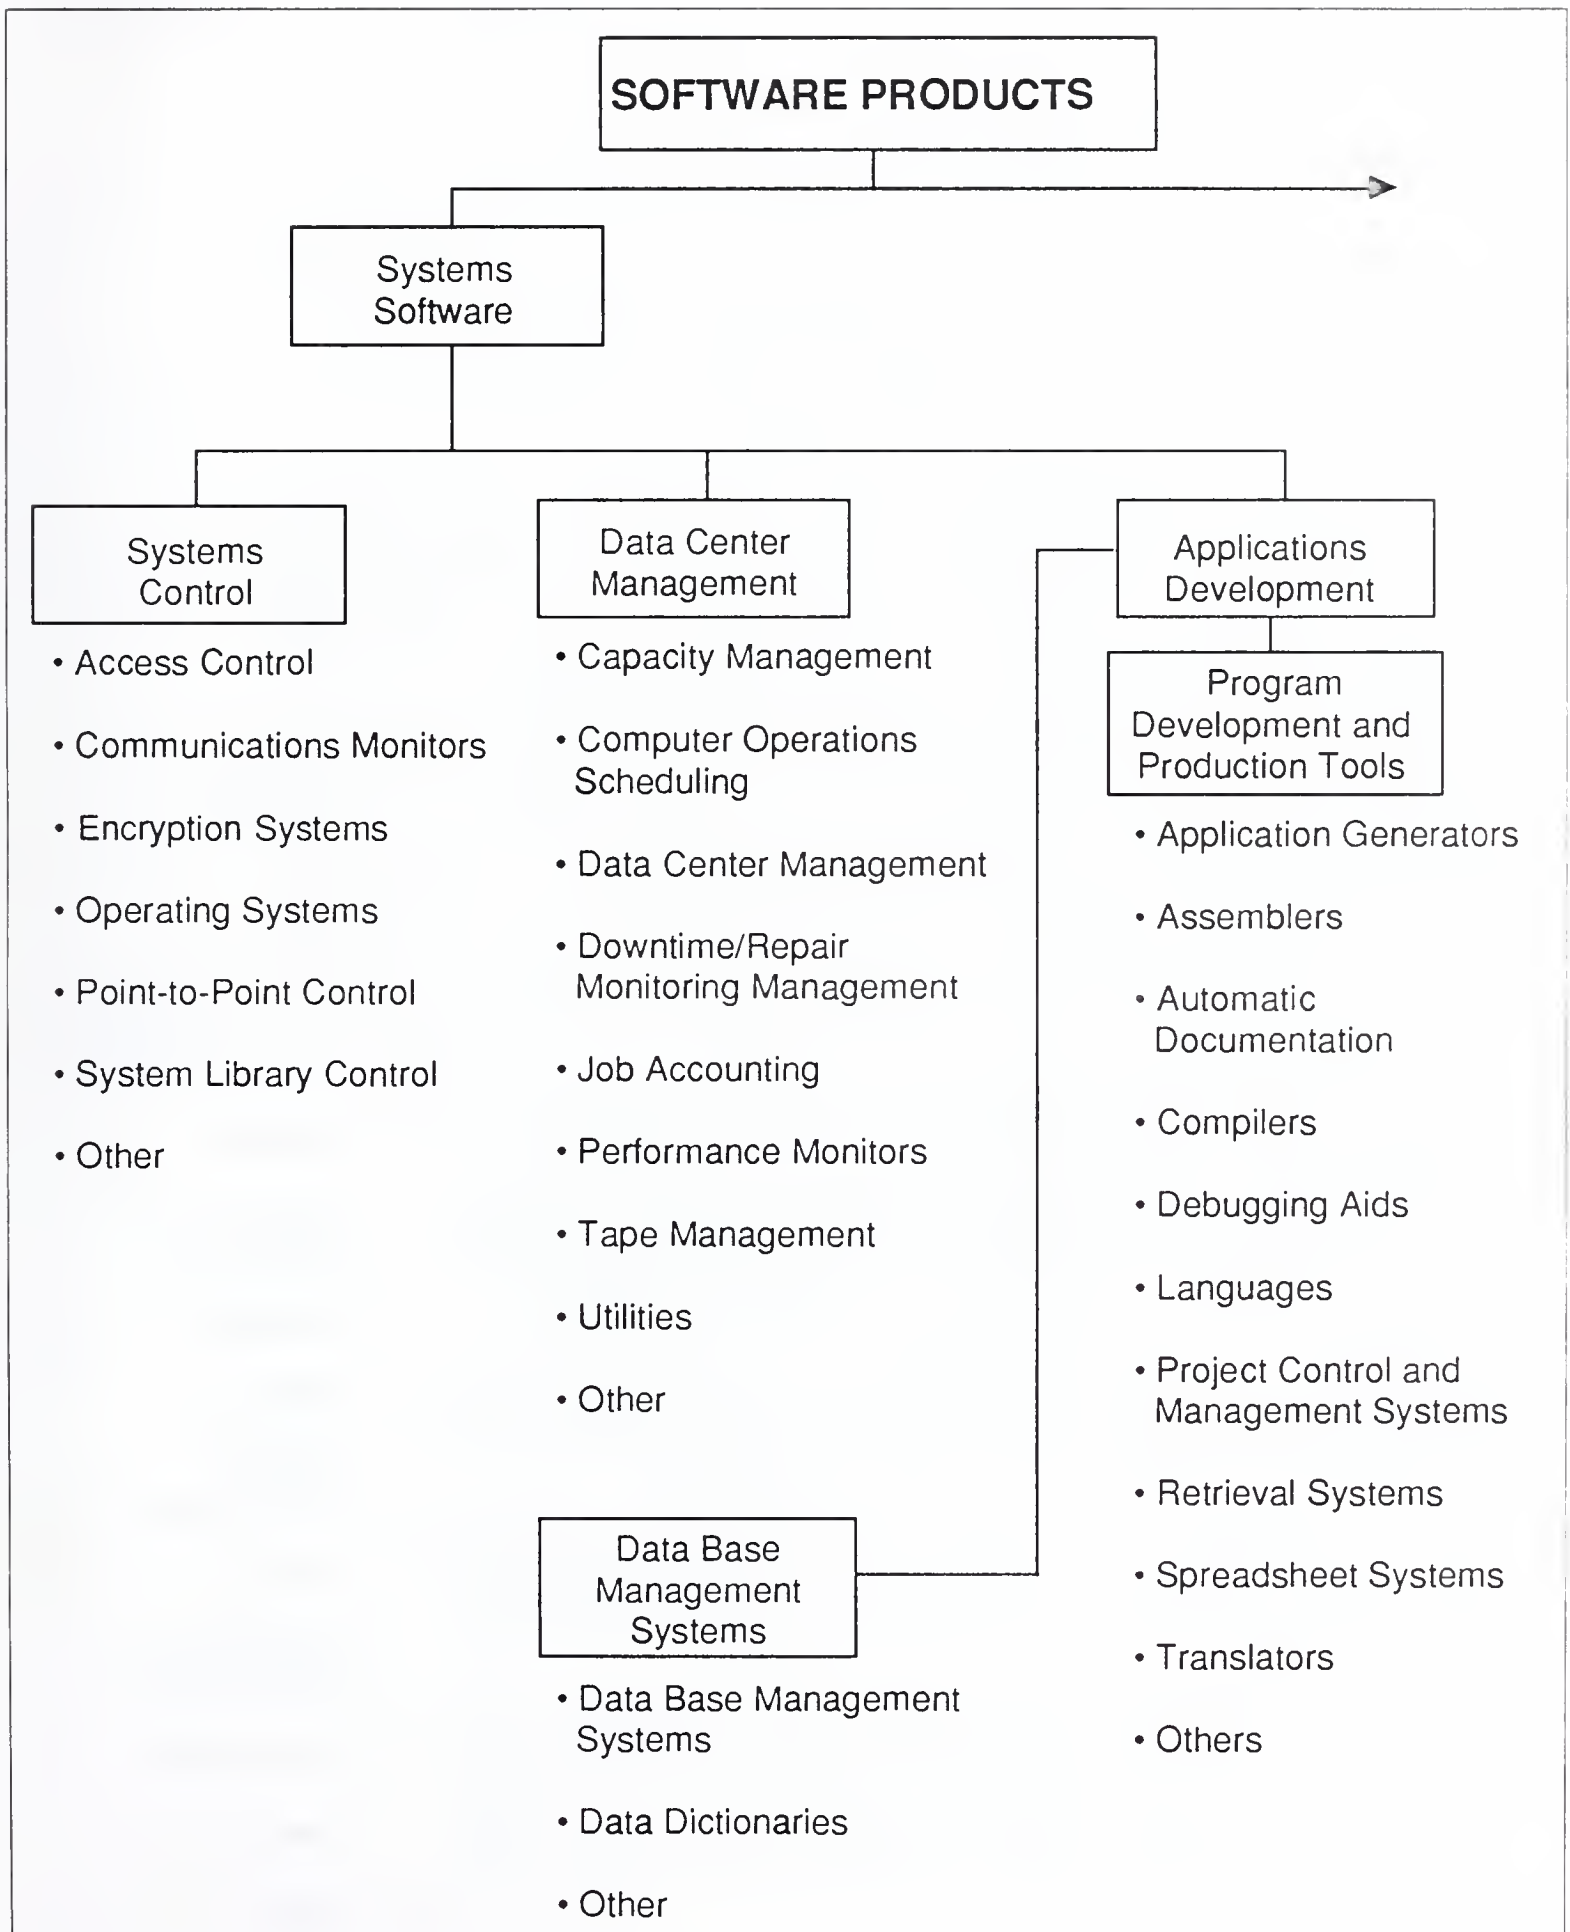 SOFTWARE PRODUCTS
Systems
Software
Systems
Control
• Access Control
• Communications Monitors
• Encryption Systems
• Operating Systems
• Point-to-Point Control
• System Library Control
• Other
Data Center
Management
• Capacity Management
• Computer Operations
Scheduling
• Data Center Management
• Downtime/Repair
Monitoring Management
• Job Accounting
• Performance Monitors
• Tape Management
• Utilities
• Other
Applications
Development
Program
Development and
Production Tools
• Application Generators
• Assemblers
• Automatic
Documentation
• Compilers
• Debugging Aids
• Languages
• Project Control and
Management Systems
• Retrieval Systems
• Spreadsheet Systems
• Translators
• Others
Data Base
Management
Systems
• Data Base Management
Systems
• Data Dictionaries
• Other